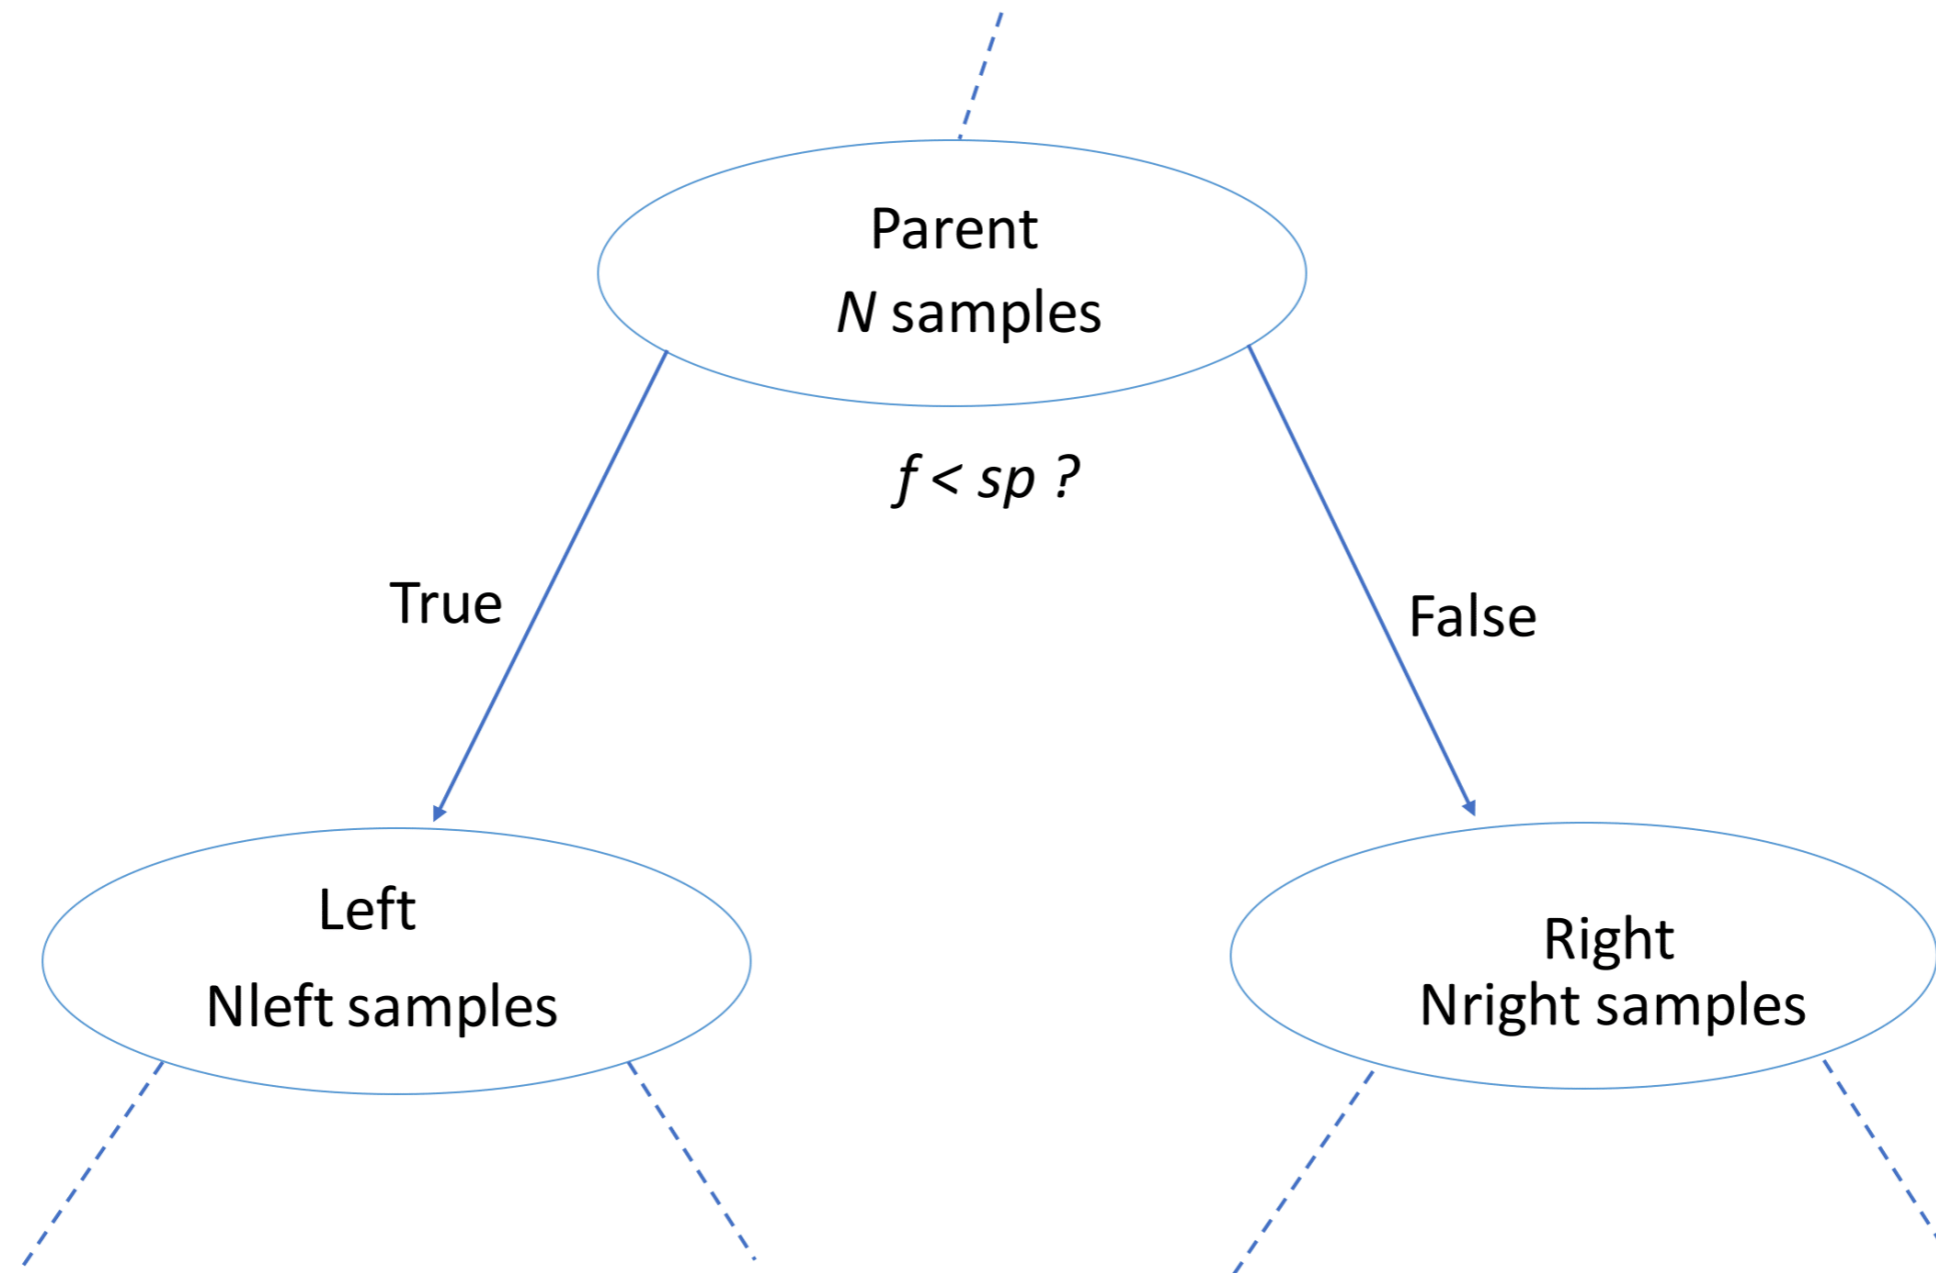 Parent
N samples
f < sp ?
True
False
Left
Nleft samples
Right
Nright samples